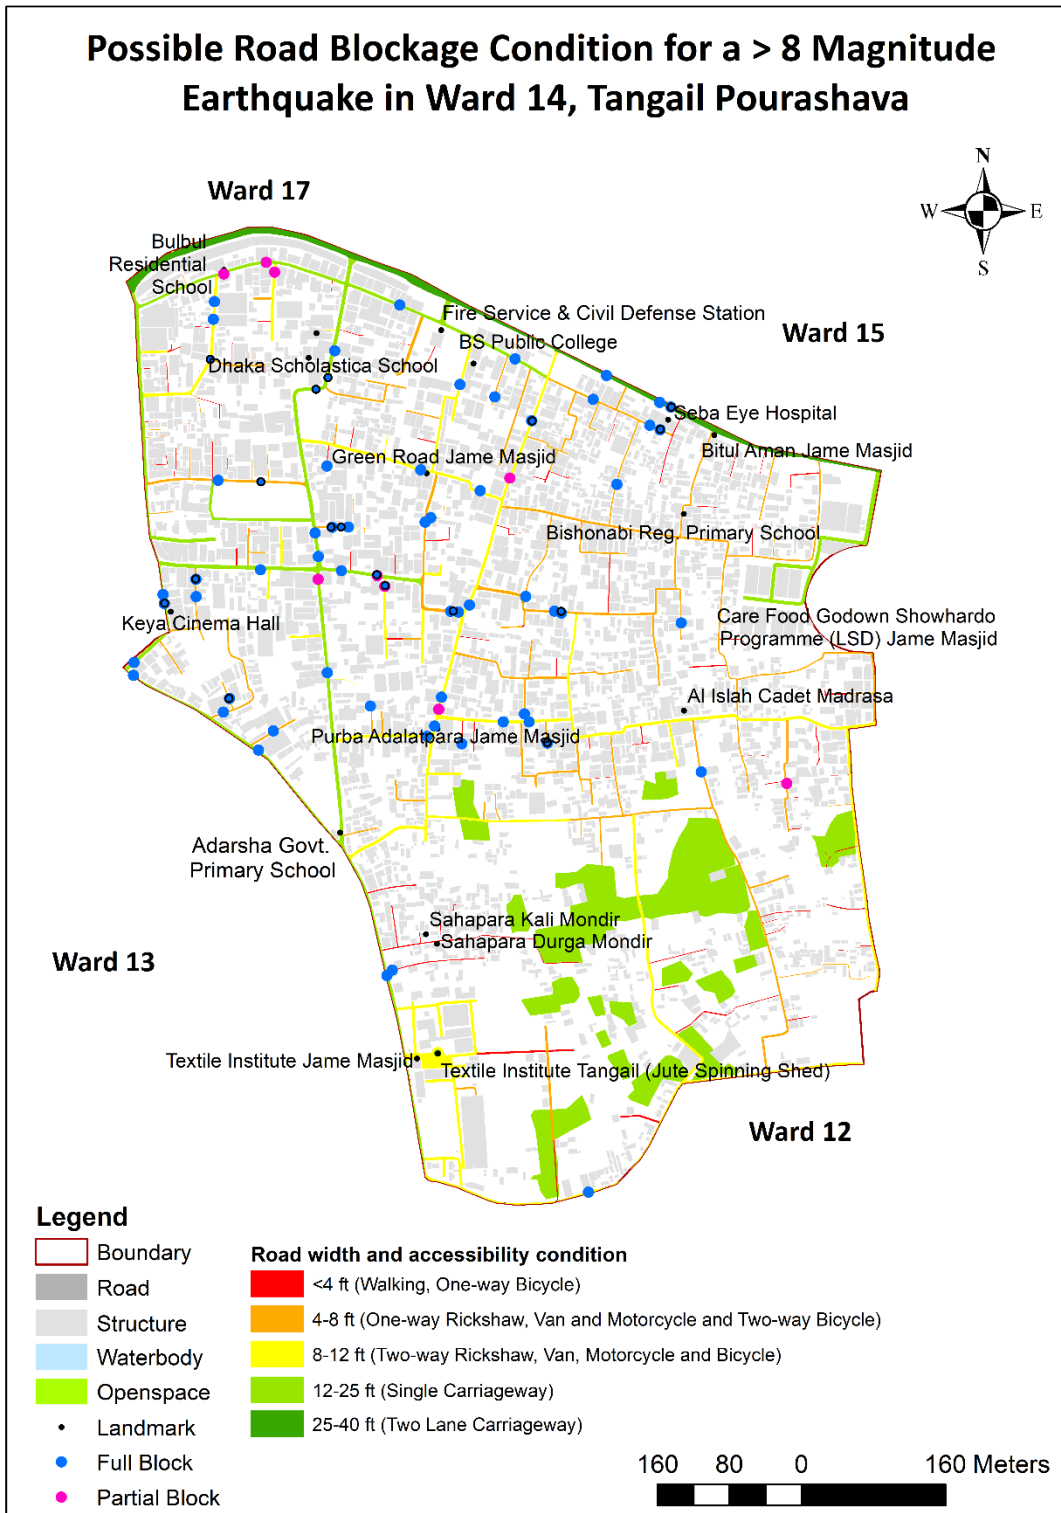 Possible Road Blockage Condition for a > 8 Magnitude
Earthquake in Ward 14, Tangail Pourashava
N
W
E
S
Ward 17
Bulbul
Residential
School
Fire Service & Civil Defense Station
Ward 15
BS Public College
Dhaka Scholastica School
Seba Eye Hospital
Bitul Aman Jame Masjid
Green Road Jame Masjid
Bishonabi Reg. Primary School
Keya Cinema Hall
Care Food Godown Showhardo
Programme (LSD) Jame Masjid
Al Islah Cadet Madrasa
Purba Adalatpara Jame Masjid
Adarsha Govt.
Primary School
Sahapara Kali Mondir
Sahapara Durga Mondir
Ward 13
Textile Institute Jame Masjid
Textile Institute Tangail (Jute Spinning Shed)
Ward 12
Legend
Boundary
Road
Structure
Waterbody
Openspace
Landmark
Full Block
Partial Block
Road width and accessibility condition
<4 ft (Walking, One-way Bicycle)
4-8 ft (One-way Rickshaw, Van and Motorcycle and Two-way Bicycle)
8-12 ft (Two-way Rickshaw, Van, Motorcycle and Bicycle)
12-25 ft (Single Carriageway)
25-40 ft (Two Lane Carriageway)
160 80 0 160 Meters